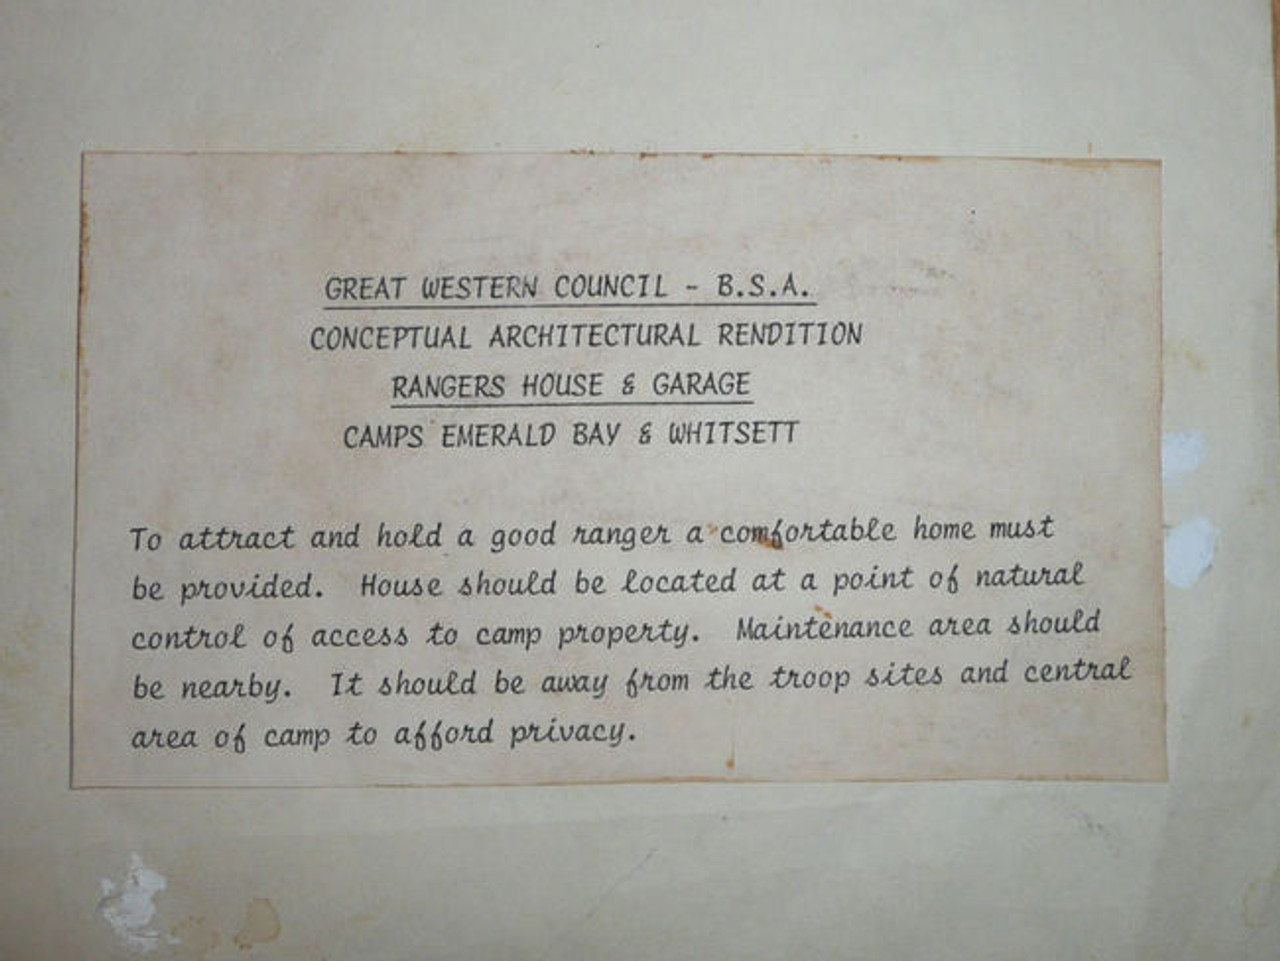 GREAT WESTERN COUNCIL - B.S.A.
CONCEPTUAL ARCHITECTURAL RENDITION
RANGERS HOUSE & GARAGE
CAMPS EMERALD BAY & WHITSETT
To attract and hold a good ranger a comfortable home must
be provided. House should be located at a point of natural
control of access to camp property. Maintenance area should
be nearby. It should be away from the troop sites and central
area of camp to afford privacy.